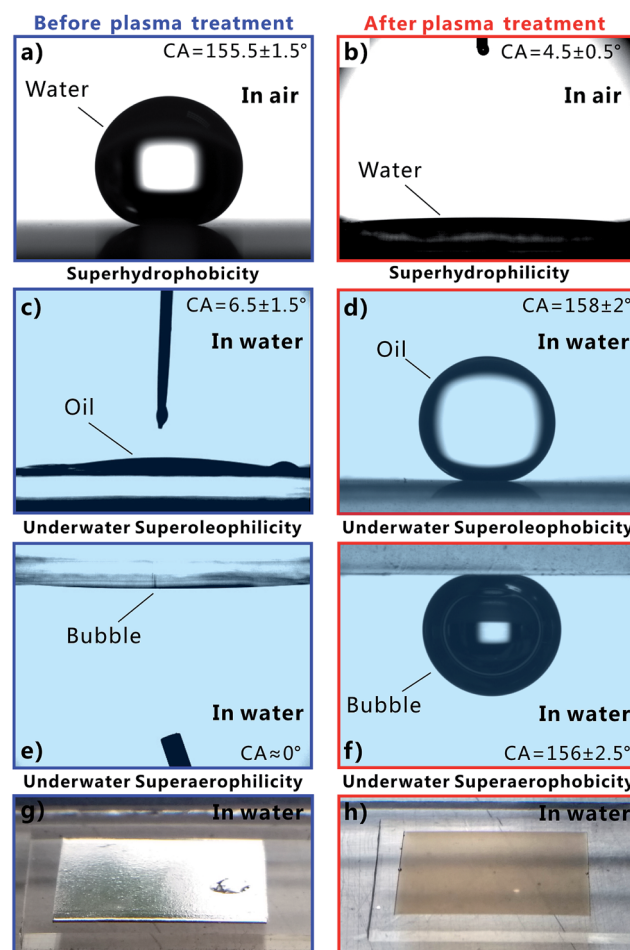 Before plasma treatment
After plasma treatment
a)
CA=155.5±1.5°
Water
In air
Superhydrophobicity
b)
CA=4.5±0.5°
In air
Water
Superhydrophilicity
c)
CA=6.5±1.5°
In water
Oil
Underwater Superoleophilicity
d)
CA=158±2°
In water
Oil
Underwater Superoleophobicity
Bubble
In water
e)
CA≈0°
Underwater Superaerophilicity
Bubble
In water
f)
CA=156±2.5°
Underwater Superaerophobicity
g)
In water
h)
In water